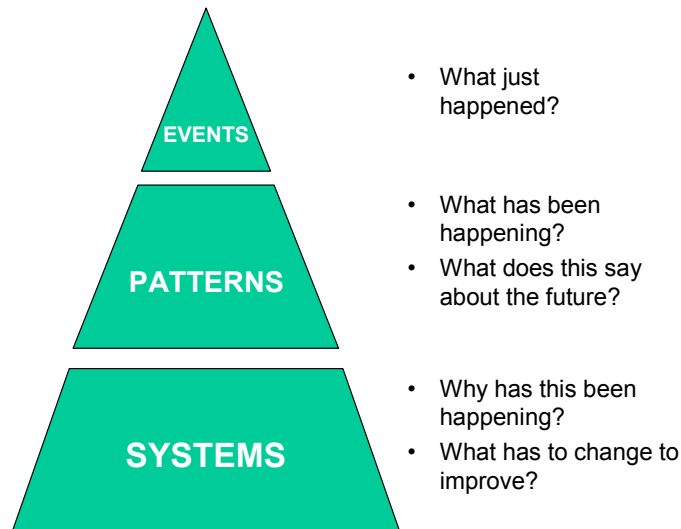 EVENTS
• What just
happened?
PATTERNS
• What has been
happening?
• What does this say
about the future?
SYSTEMS
• Why has this been
happening?
• What has to change to
improve?